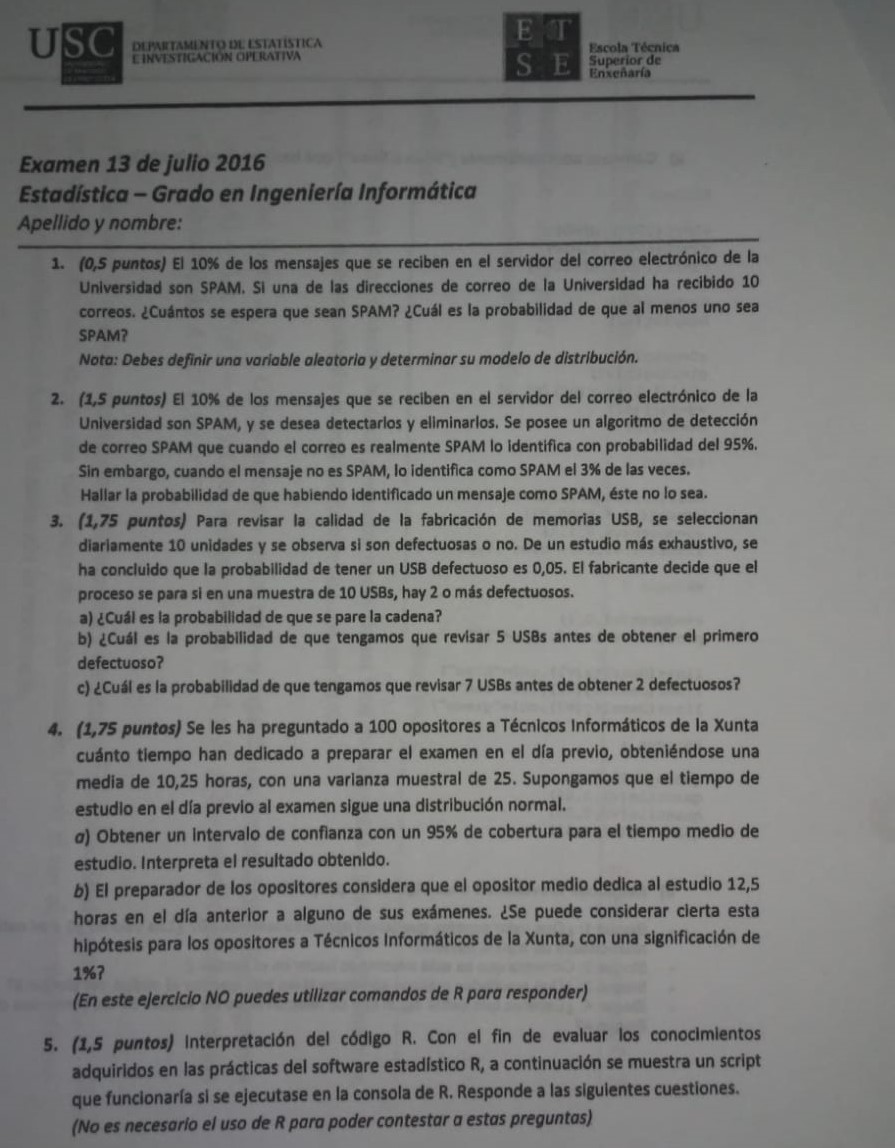 USC
DEPARTAMENTO DE ESTATÍSTICA
E INVESTIGACIÓN OPERATIVA
E T
S E
Escola Técnica
Superior de
Enxeñaría
Examen 13 de julio 2016
Estadística – Grado en Ingeniería Informática
Apellido y nombre:
1. (0,5 puntos) El 10% de los mensajes que se reciben en el servidor del correo electrónico de la
Universidad son SPAM. Si una de las direcciones de correo de la Universidad ha recibido 10
correos. ¿Cuántos se espera que sean SPAM? ¿Cuál es la probabilidad de que al menos uno sea
SPAM?
Nota: Debes definir una variable aleatoria y determinar su modelo de distribución.
2. (1,5 puntos) El 10% de los mensajes que se reciben en el servidor del correo electrónico de la
Universidad son SPAM, y se desea detectarlos y eliminarlos. Se posee un algoritmo de detección
de correo SPAM que cuando el correo es realmente SPAM lo identifica con probabilidad del 95%.
Sin embargo, cuando el mensaje no es SPAM, lo identifica como SPAM el 3% de las veces.
Hallar la probabilidad de que habiendo identificado un mensaje como SPAM, éste no lo sea.
3. (1,75 puntos) Para revisar la calidad de la fabricación de memorias USB, se seleccionan
diariamente 10 unidades y se observa si son defectuosas o no. De un estudio más exhaustivo, se
ha concluido que la probabilidad de tener un USB defectuoso es 0,05. El fabricante decide que el
proceso se para si en una muestra de 10 USBs, hay 2 o más defectuosos.
a) ¿Cuál es la probabilidad de que se pare la cadena?
b) ¿Cuál es la probabilidad de que tengamos que revisar 5 USBs antes de obtener el primero
defectuoso?
c) ¿Cuál es la probabilidad de que tengamos que revisar 7 USBs antes de obtener 2 defectuosos?
4. (1,75 puntos) Se les ha preguntado a 100 opositores a Técnicos Informáticos de la Xunta
cuánto tiempo han dedicado a preparar el examen en el día previo, obteniéndose una
media de 10,25 horas, con una varianza muestral de 25. Supongamos que el tiempo de
estudio en el día previo al examen sigue una distribución normal.
a) Obtener un intervalo de confianza con un 95% de cobertura para el tiempo medio de
estudio. Interpreta el resultado obtenido.
b) El preparador de los opositores considera que el opositor medio dedica al estudio 12,5
horas en el día anterior a alguno de sus exámenes. ¿Se puede considerar cierta esta
hipótesis para los opositores a Técnicos Informáticos de la Xunta, con una significación de
1%?
(En este ejercicio NO puedes utilizar comandos de R para responder)
5. (1,5 puntos) Interpretación del código R. Con el fin de evaluar los conocimientos
adquiridos en las prácticas del software estadístico R, a continuación se muestra un script
que funcionaría si se ejecutase en la consola de R. Responde a las siguientes cuestiones.
(No es necesario el uso de R para poder contestar a estas preguntas)